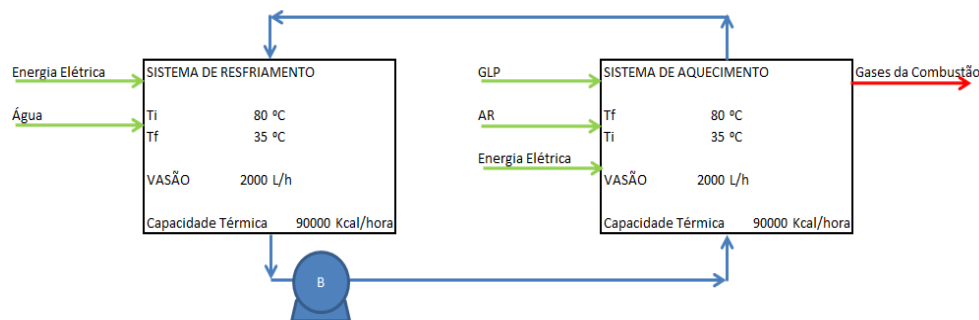 Energia Elétrica
Água
SISTEMA DE RESFRIAMENTO
Ti 80 ºC
Tf 35 ºC
VASÃO 2000 L/h
Capacidade Térmica 90000 Kcal/hora
B
GLP
AR
Energia Elétrica
SISTEMA DE AQUECIMENTO
Tf 80 ºC
Ti 35 ºC
VASÃO 2000 L/h
Capacidade Térmica 90000 Kcal/hora
Gases da Combustão